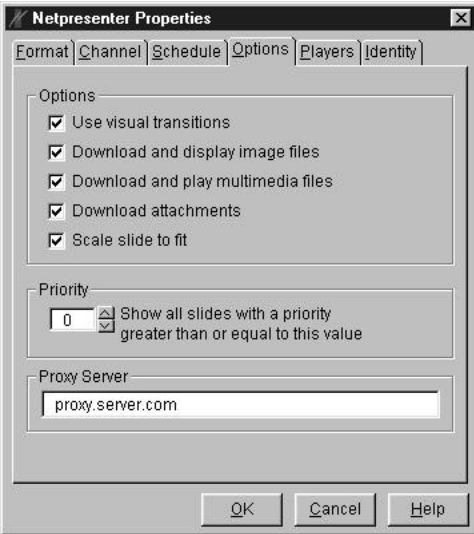 Netpresenter Properties
Format Channel Schedule Options Players Identity
Options
Use visual transitions
Download and display image files
Download and play multimedia files
Download attachments
Scale slide to fit
Priority
0 Show all slides with a priority
greater than or equal to this value
Proxy Server
proxy.server.com
OK Cancel Help